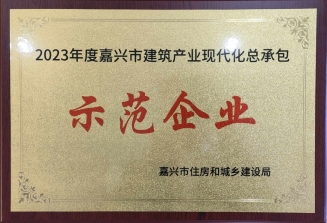 2023年度嘉兴市建筑产业现代化总承包
示范企业
嘉兴市住房和城乡建设局